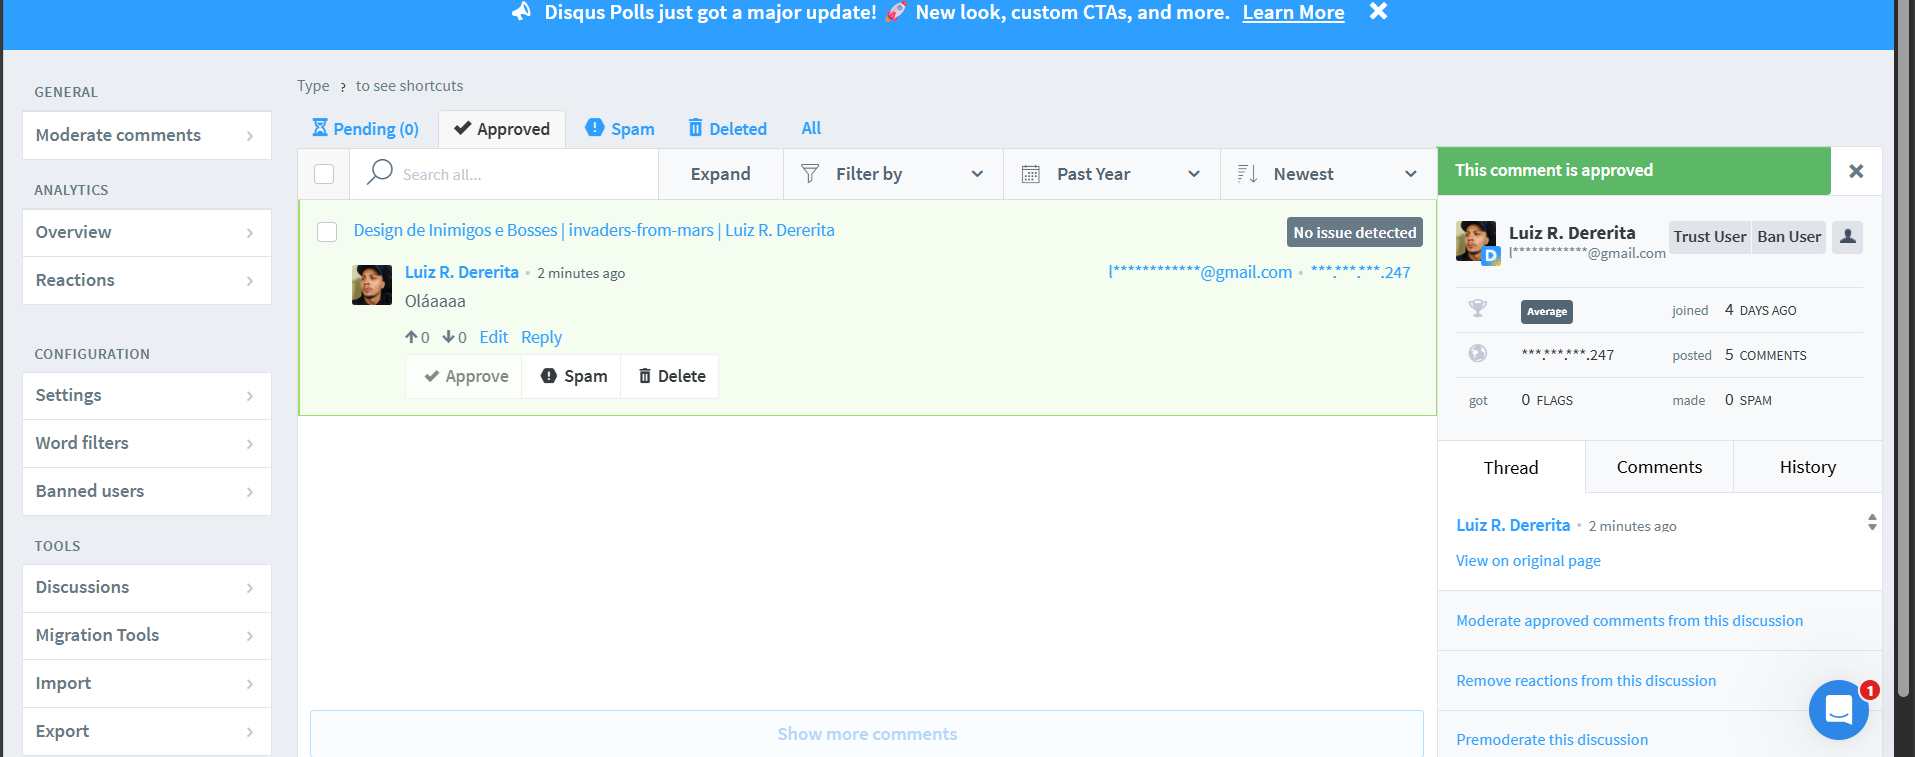 Disqus Polls just got a major update! 🚀 New look, custom CTAs, and more. Learn More
Type ? to see shortcuts
GENERAL
Moderate comments
ANALYTICS
Overview
Reactions
CONFIGURATION
Settings
Word filters
Banned users
TOOLS
Discussions
Migration Tools
Import
Export
Pending (0) Approved Spam Deleted All
Search all... Expand Filter by Past Year Newest
Design de Inimigos e Bosses | invaders-from-mars | Luiz R. Dererita No issue detected
Luiz R. Dererita • 2 minutes ago l************@gmail.com • ***.***.***.247
Oláaaaa
0 0 Edit Reply
Approve Spam Delete
Show more comments
This comment is approved
Luiz R. Dererita Trust User Ban User
l************@gmail.com
D
Average joined 4 DAYS AGO
***.***.***.247 posted 5 COMMENTS
got 0 FLAGS made 0 SPAM
Thread Comments History
Luiz R. Dererita • 2 minutes ago
View on original page
Moderate approved comments from this discussion
Remove reactions from this discussion
Premoderate this discussion
1